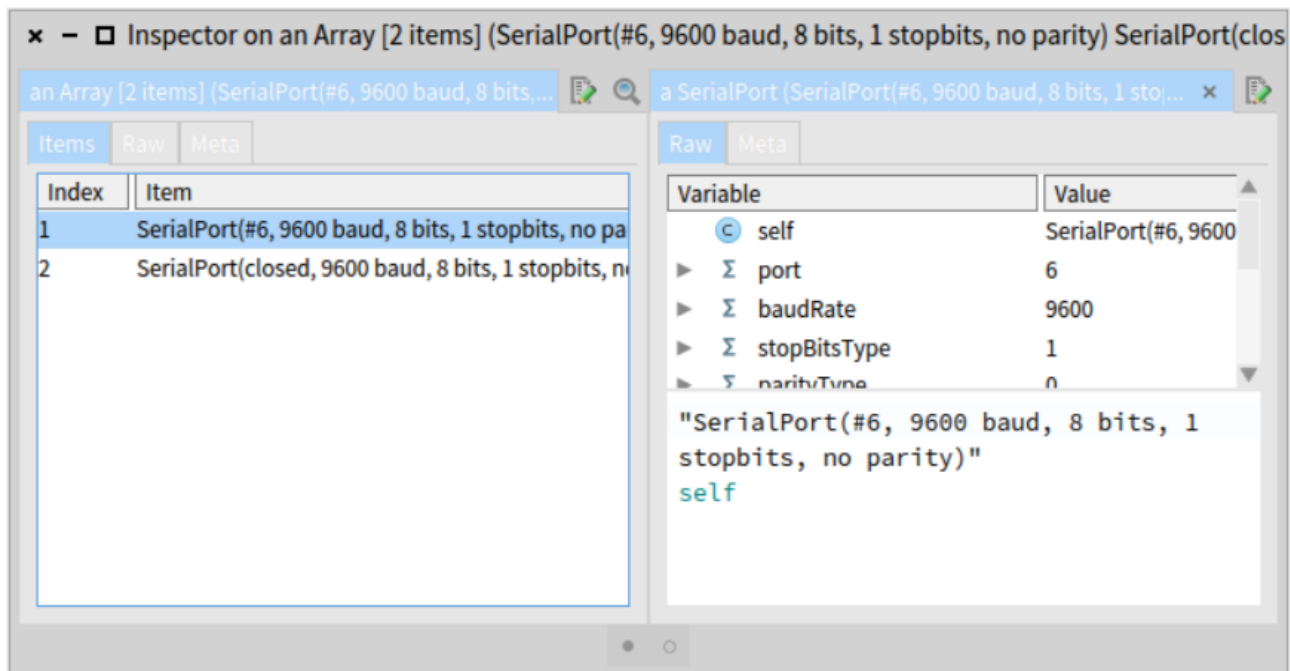 Inspector on an Array [2 items] (SerialPort(#6, 9600 baud, 8 bits, 1 stopbits, no parity) SerialPort(clos
an Array [2 items] (SerialPort(#6, 9600 baud, 8 bits,...
Items Raw Meta
Index Item
1 SerialPort(#6, 9600 baud, 8 bits, 1 stopbits, no pa
2 SerialPort(closed, 9600 baud, 8 bits, 1 stopbits, n
a SerialPort (SerialPort(#6, 9600 baud, 8 bits, 1 sto...
Raw Meta
Variable Value
C self SerialPort(#6, 9600
Σ port 6
Σ baudRate 9600
Σ stopBitsType 1
Σ parityType 0
"SerialPort(#6, 9600 baud, 8 bits, 1
stopbits, no parity)"
self